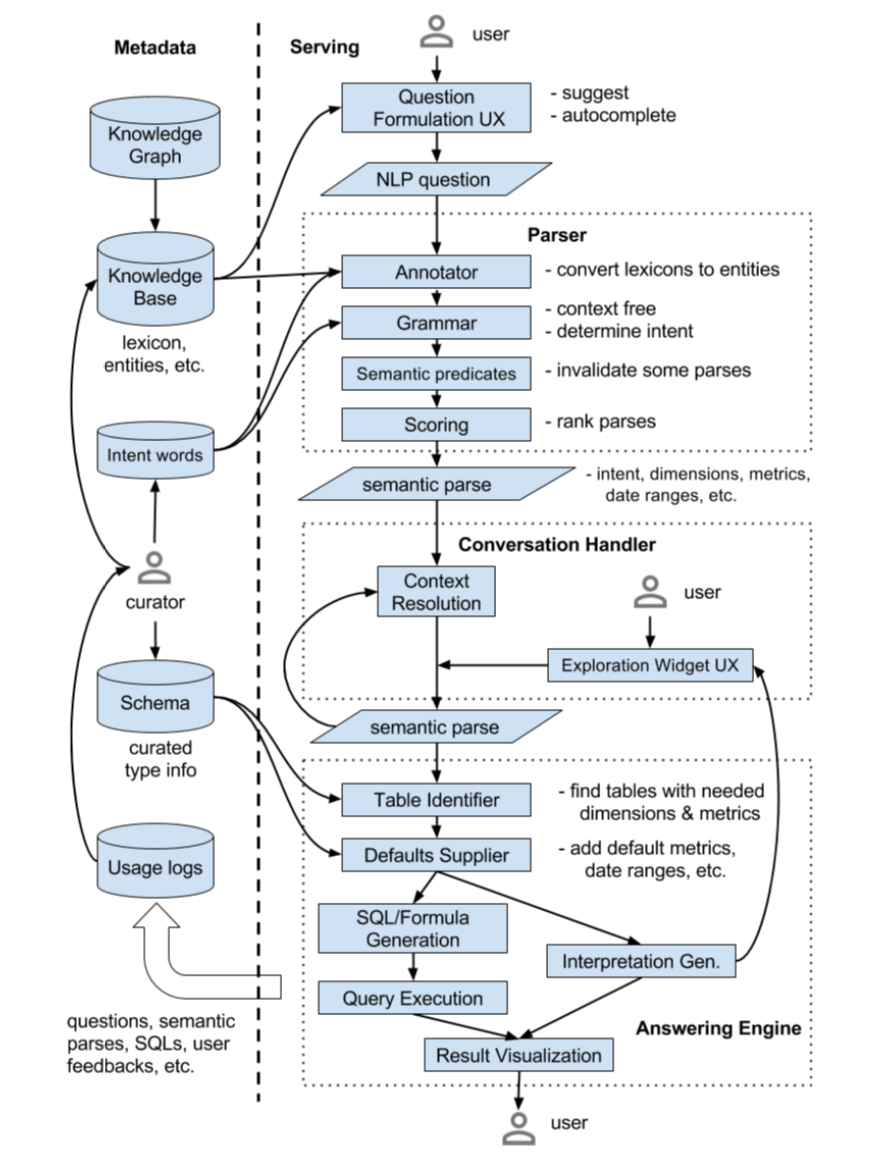 Metadata
Serving
user
Question
Formulation UX
- suggest
- autocomplete
Knowledge
Graph
NLP question
Parser
Knowledge
Base
lexicon,
entities, etc.
Annotator
- convert lexicons to entities
Grammar
- context free
- determine intent
Semantic predicates
- invalidate some parses
Scoring
- rank parses
Intent words
semantic parse
- intent, dimensions, metrics,
date ranges, etc.
Conversation Handler
Context
Resolution
user
curator
Exploration Widget UX
Schema
curated
type info
semantic parse
Table Identifier
- find tables with needed
dimensions & metrics
Defaults Supplier
- add default metrics,
date ranges, etc.
Usage logs
SQL/Formula
Generation
Interpretation Gen.
Query Execution
questions, semantic
parses, SQLs, user
feedbacks, etc.
Answering Engine
Result Visualization
user